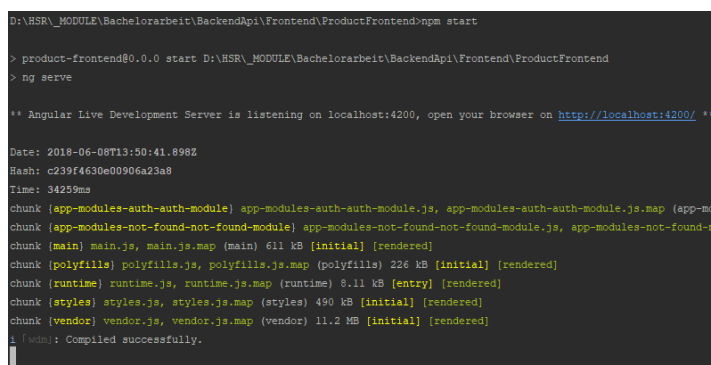 D:\HSR\_MODULE\Bachelorarbeit\BackendApi\Frontend\ProductFrontend>npm start
> product-frontend@0.0.0 start D:\HSR\_MODULE\Bachelorarbeit\BackendApi\Frontend\ProductFrontend
> ng serve
** Angular Live Development Server is listening on localhost:4200, open your browser on http://localhost:4200/ **
Date: 2018-06-08T13:50:41.898Z
Hash: c239f4630e00906a23a8
Time: 34259ms
chunk {app-modules-auth-auth-module} app-modules-auth-auth-module.js, app-modules-auth-auth-module.js.map (app-mo
chunk {app-modules-not-found-not-found-module} app-modules-not-found-not-found-module.js, app-modules-not-found-n
chunk {main} main.js, main.js.map (main) 611 kB [initial] [rendered]
chunk {polyfills} polyfills.js, polyfills.js.map (polyfills) 226 kB [initial] [rendered]
chunk {runtime} runtime.js, runtime.js.map (runtime) 8.11 kB [entry] [rendered]
chunk {styles} styles.js, styles.js.map (styles) 490 kB [initial] [rendered]
chunk {vendor} vendor.js, vendor.js.map (vendor) 11.2 MB [initial] [rendered]
i ｢wdm｣: Compiled successfully.